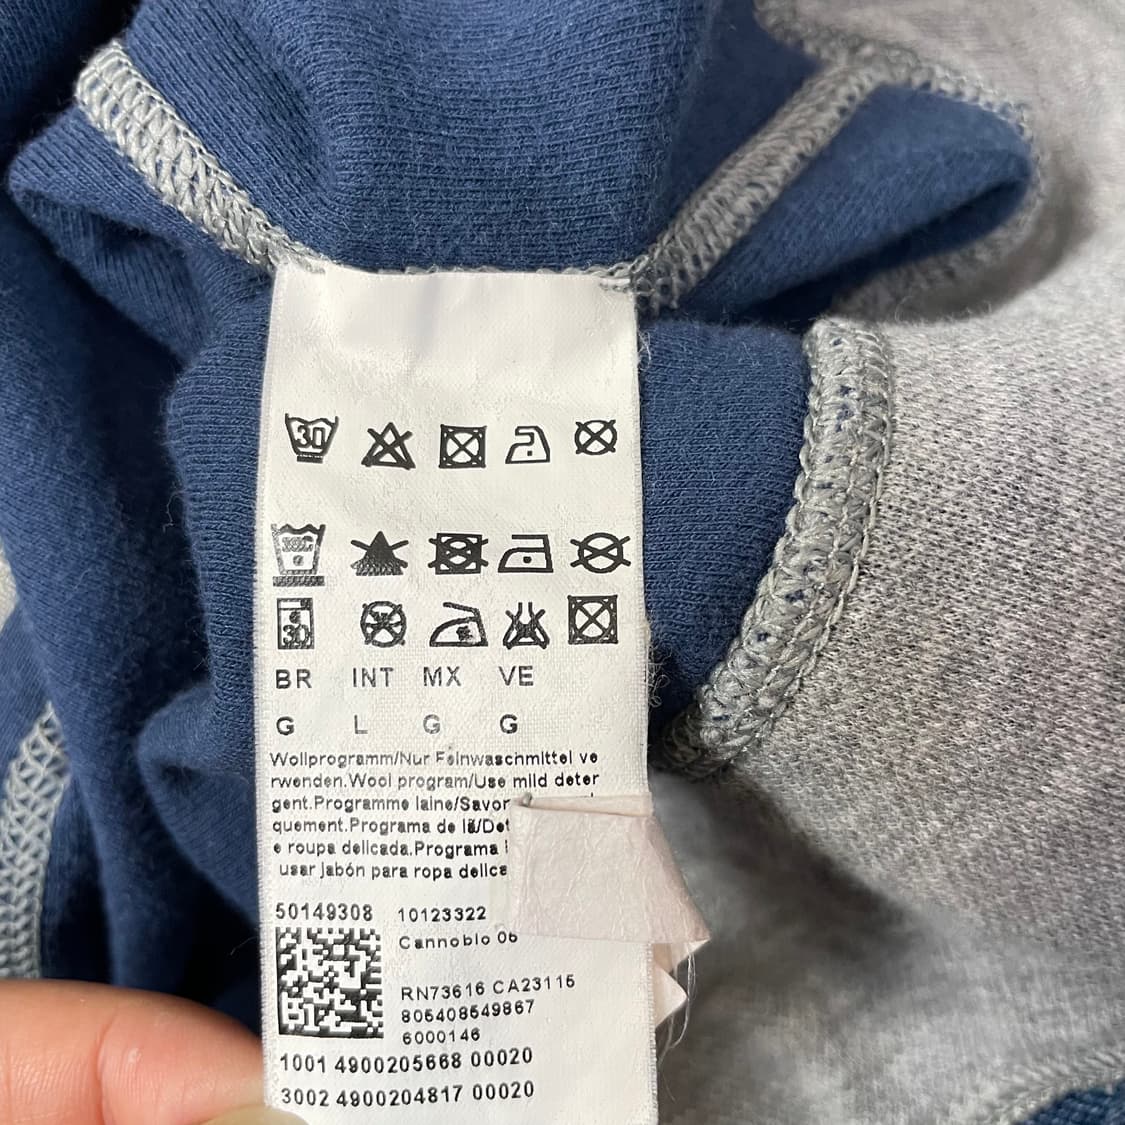 30
30
BR INT MX VE
G L G G
Wollprogramm/Nur Feinwaschmittel ve
rwenden.Wool program/Use mild deter
gent.Programme laine/Savon
quement.Programa de lã/Det
e roupa delicada.Programa
usar jabón para ropa delica
50149308 10123322
Cannobio 06
RN73616 CA23115
805408549867
6000146
1001 4900205668 00020
3002 4900204817 00020